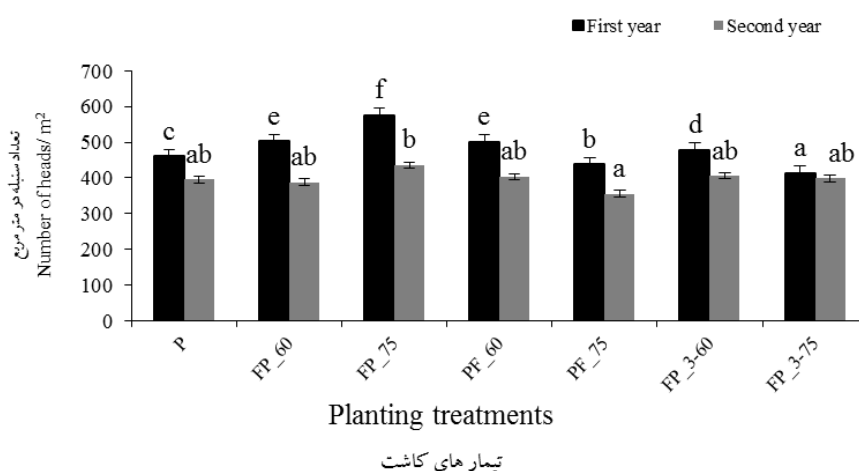 First year Second year
700
600
500
400
300
200
100
0
تعداد سنبله در متر مربع
Number of heads/ m²
c ab
e ab
f b
e ab
b a
d ab
a ab
P FP_60 FP_75 PF_60 PF_75 FP_3-60 FP_3-75
Planting treatments
تیمار های کاشت